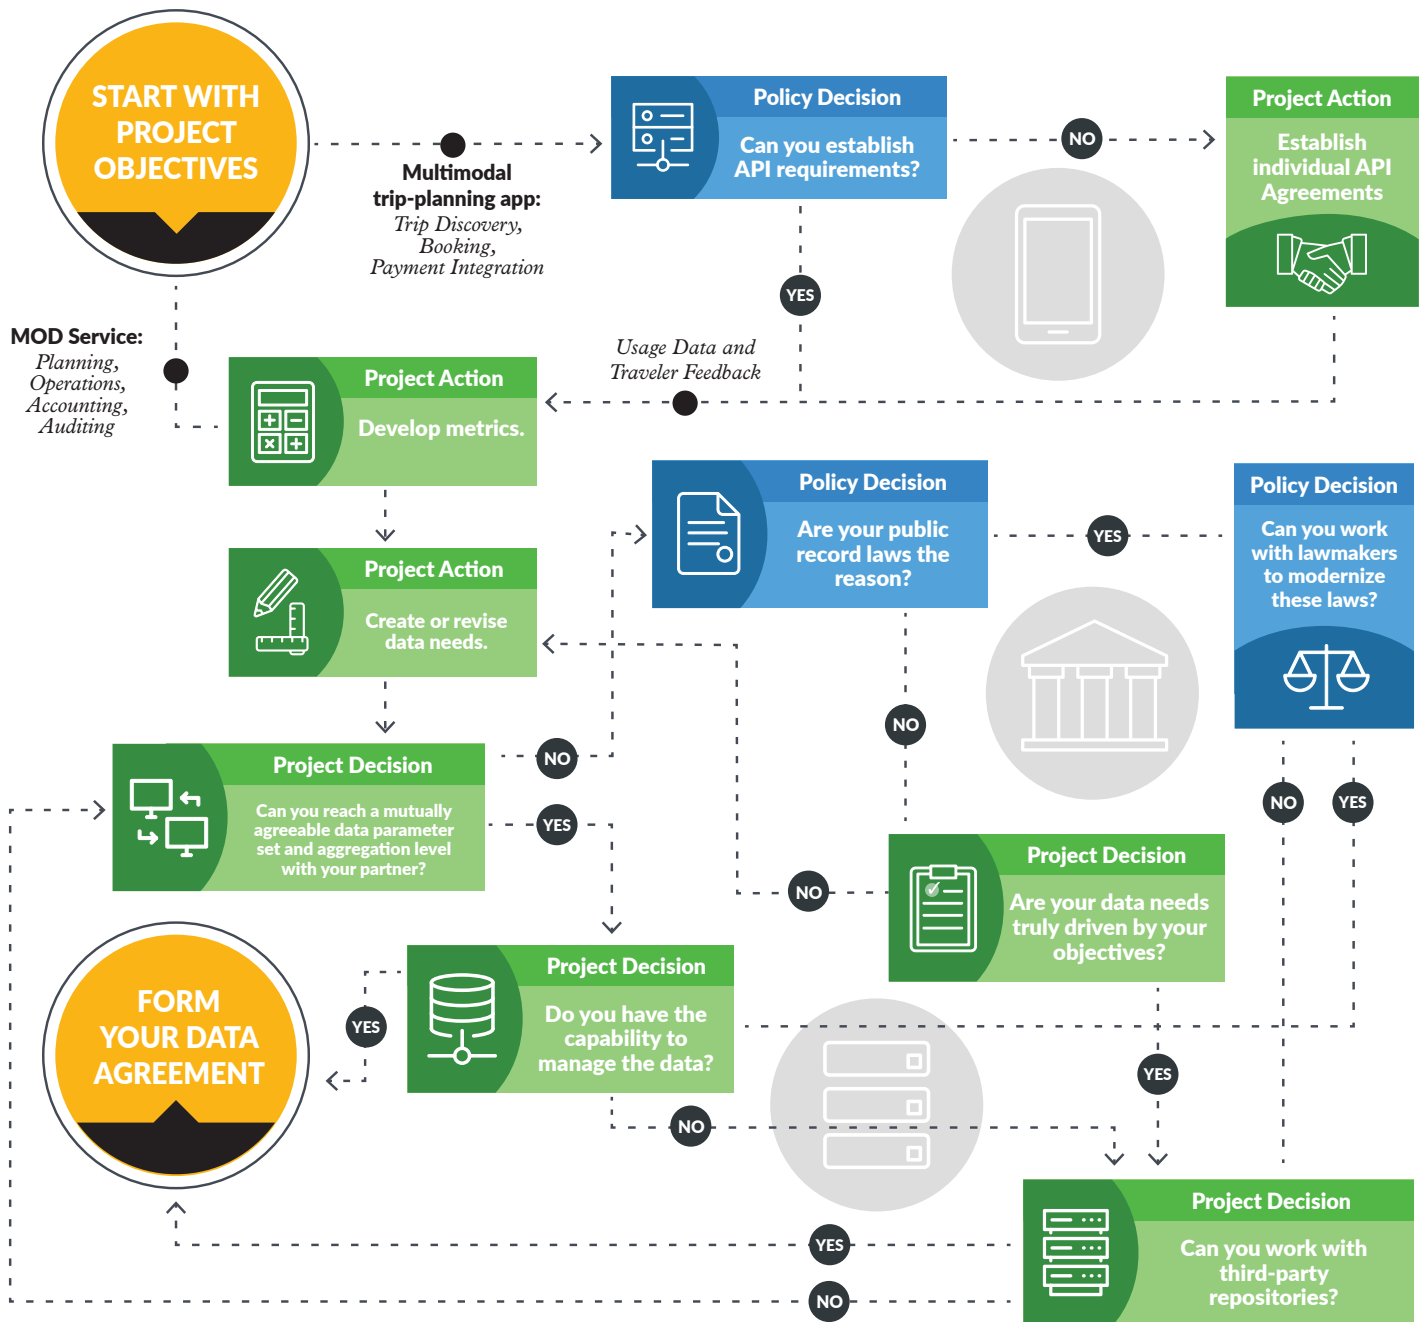 START WITH
PROJECT
OBJECTIVES
Multimodal
trip-planning app:
Trip Discovery,
Booking,
Payment Integration
Policy Decision
Can you establish
API requirements?
NO
Project Action
Establish
individual API
Agreements
YES
MOD Service:
Planning,
Operations,
Accounting,
Auditing
Usage Data and
Traveler Feedback
Project Action
Develop metrics.
Policy Decision
Are your public
record laws the
reason?
YES
Policy Decision
Can you work
with lawmakers
to modernize
these laws?
Project Action
Create or revise
data needs.
NO
Project Decision
Can you reach a mutually
agreeable data parameter
set and aggregation level
with your partner?
NO
YES
NO
YES
Project Decision
Are your data needs
truly driven by your
objectives?
NO
FORM
YOUR DATA
AGREEMENT
YES
Project Decision
Do you have the
capability to
manage the data?
YES
NO
Project Decision
Can you work with
third-party
repositories?
YES
NO